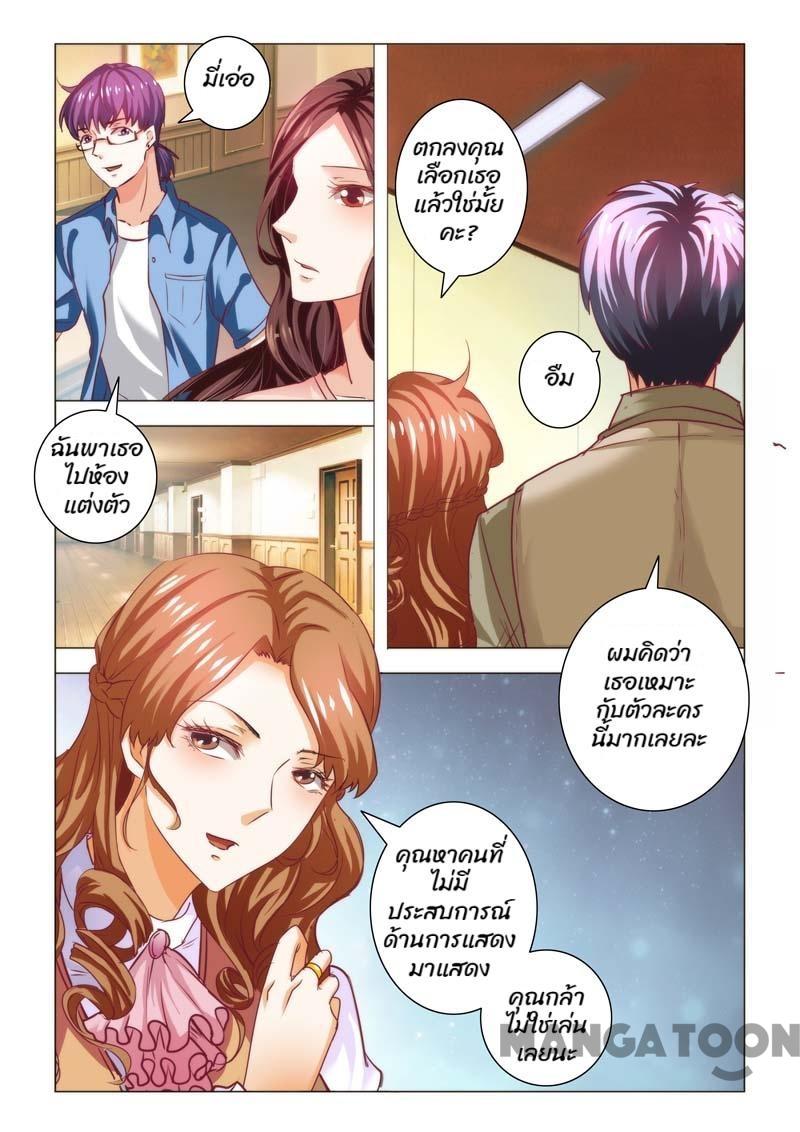 มี่เอ่อ
ฉันพาเธอ
ไปห้อง
แต่งตัว
ตกลงคุณ
เลือกเธอ
แล้วใช่มั้ย
คะ?
อืม
ผมคิดว่า
เธอเหมาะ
กับตัวละคร
นี้มากเลยละ
คุณหาคนที่
ไม่มี
ประสบการณ์
ด้านการแสดง
มาแสดง
คุณกล้า
ไม่ใช่เล่น
เลยนะ
MANGATOON